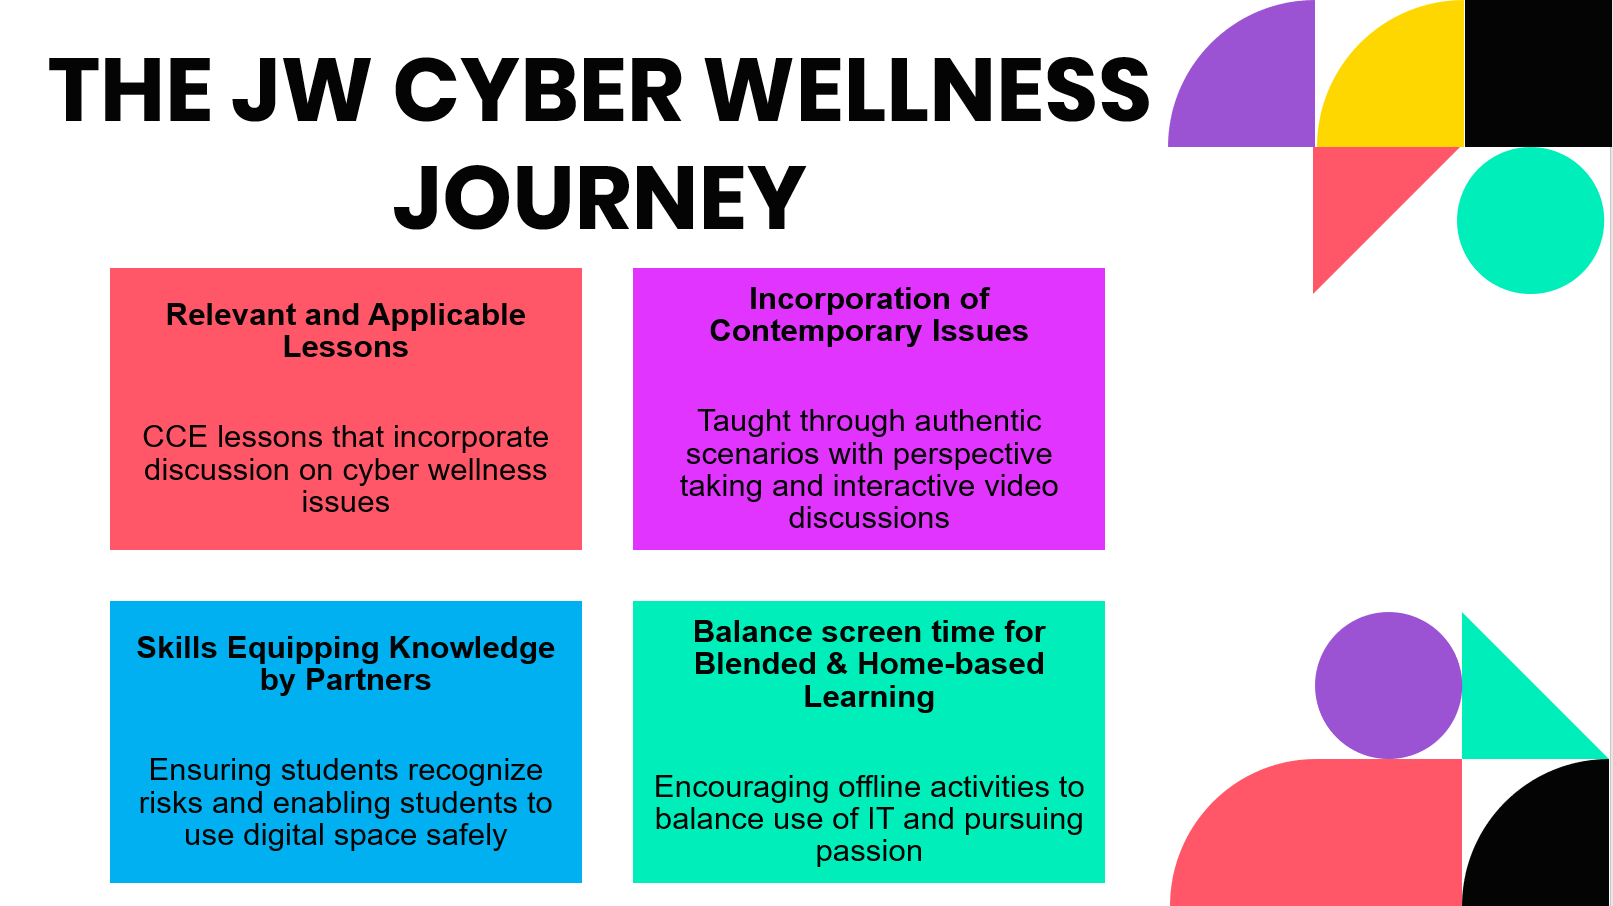 THE JW CYBER WELLNESS
JOURNEY
Relevant and Applicable
Lessons
CCE lessons that incorporate
discussion on cyber wellness
issues
Incorporation of
Contemporary Issues
Taught through authentic
scenarios with perspective
taking and interactive video
discussions
Skills Equipping Knowledge
by Partners
Ensuring students recognize
risks and enabling students to
use digital space safely
Balance screen time for
Blended & Home-based
Learning
Encouraging offline activities to
balance use of IT and pursuing
passion